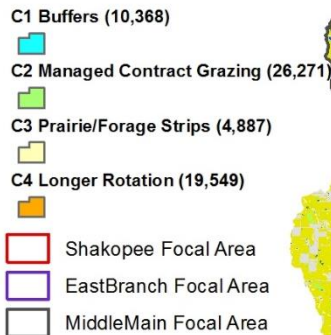 C1 Buffers (10,368)
C2 Managed Contract Grazing (26,271)
C3 Prairie/Forage Strips (4,887)
C4 Longer Rotation (19,549)
Shakopee Focal Area
EastBranch Focal Area
MiddleMain Focal Area